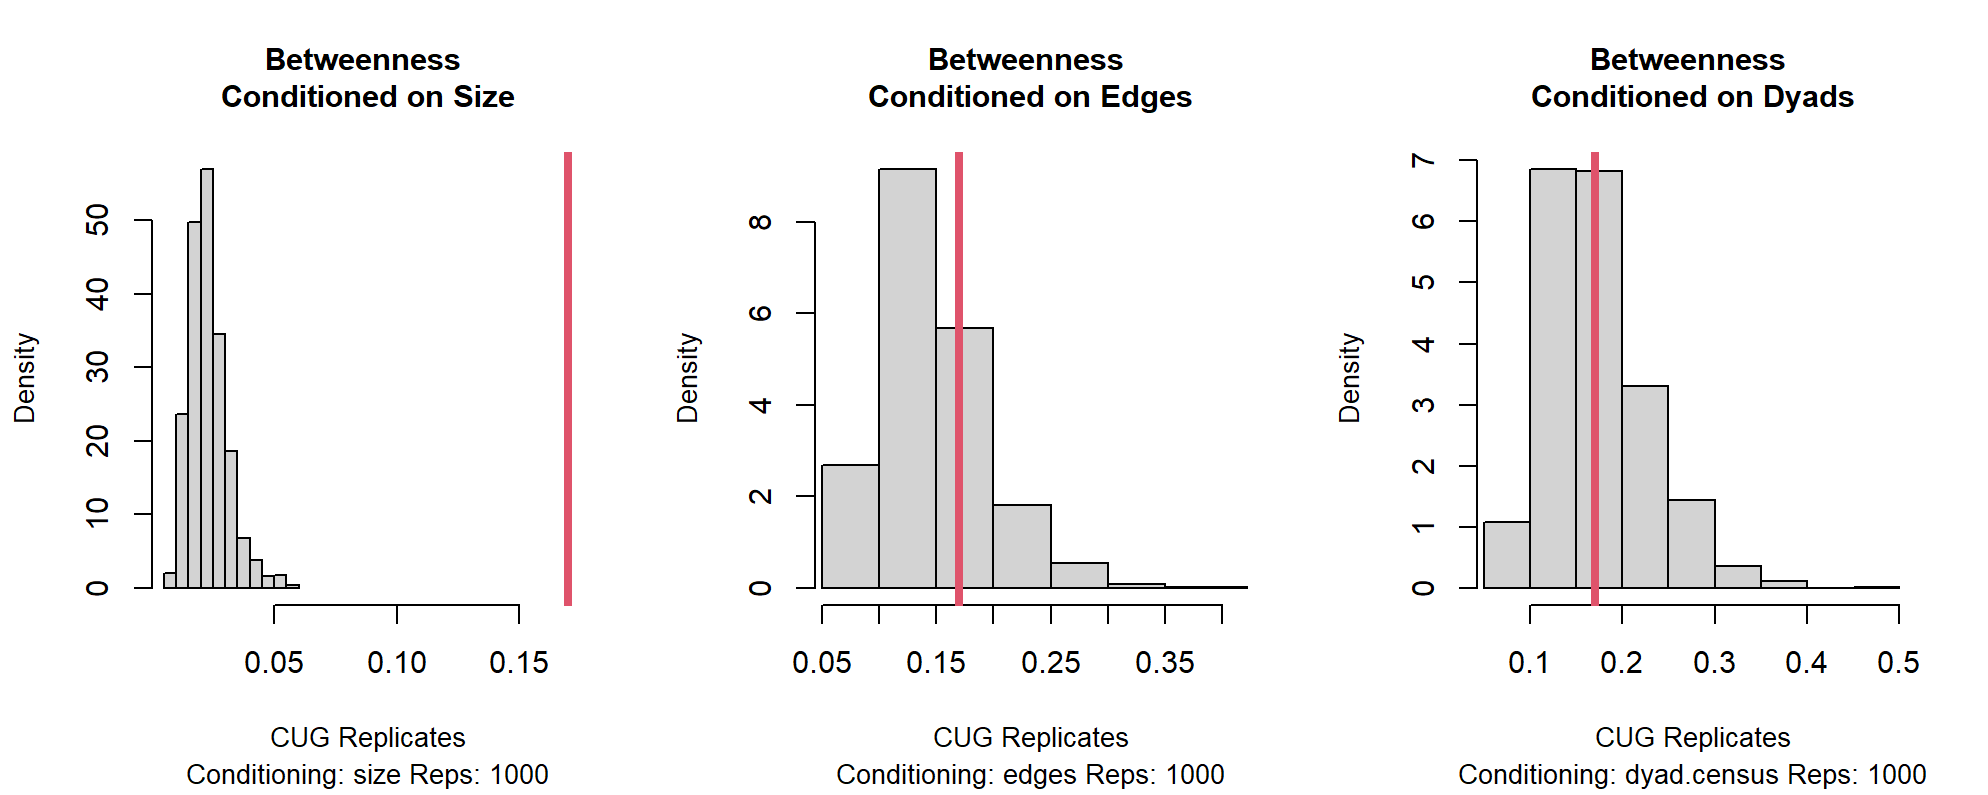 Betweenness
Conditioned on Size
Density
0
10
20
30
40
50
0.05 0.10 0.15
CUG Replicates
Conditioning: size Reps: 1000
Betweenness
Conditioned on Edges
Density
0
2
4
6
8
0.05 0.15 0.25 0.35
CUG Replicates
Conditioning: edges Reps: 1000
Betweenness
Conditioned on Dyads
Density
0
1
2
3
4
5
6
7
0.1 0.2 0.3 0.4 0.5
CUG Replicates
Conditioning: dyad.census Reps: 1000